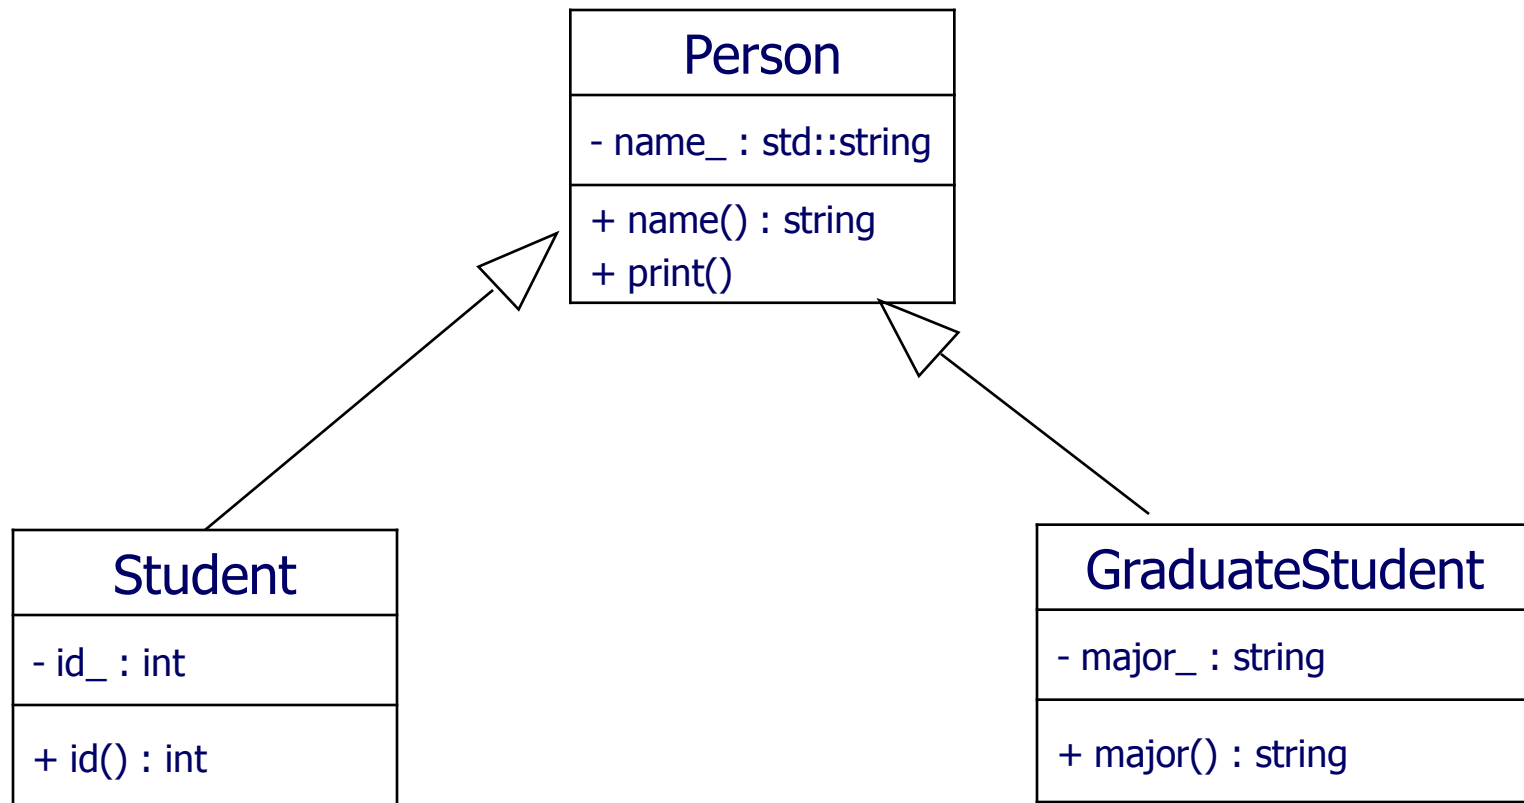 Person
- name_ : std::string
+ name() : string
+ print()
Student
- id_ : int
+ id() : int
GraduateStudent
- major_ : string
+ major() : string